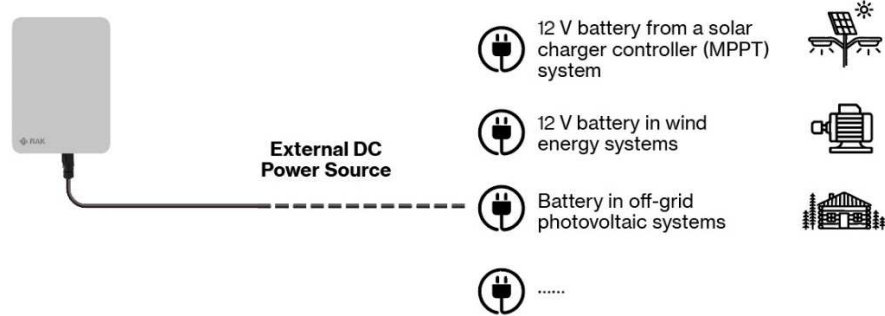 12 V battery from a solar
charger controller (MPPT)
system
RAK
12 V battery in wind
energy systems
External DC
Power Source
Battery in off-grid
photovoltaic systems
......